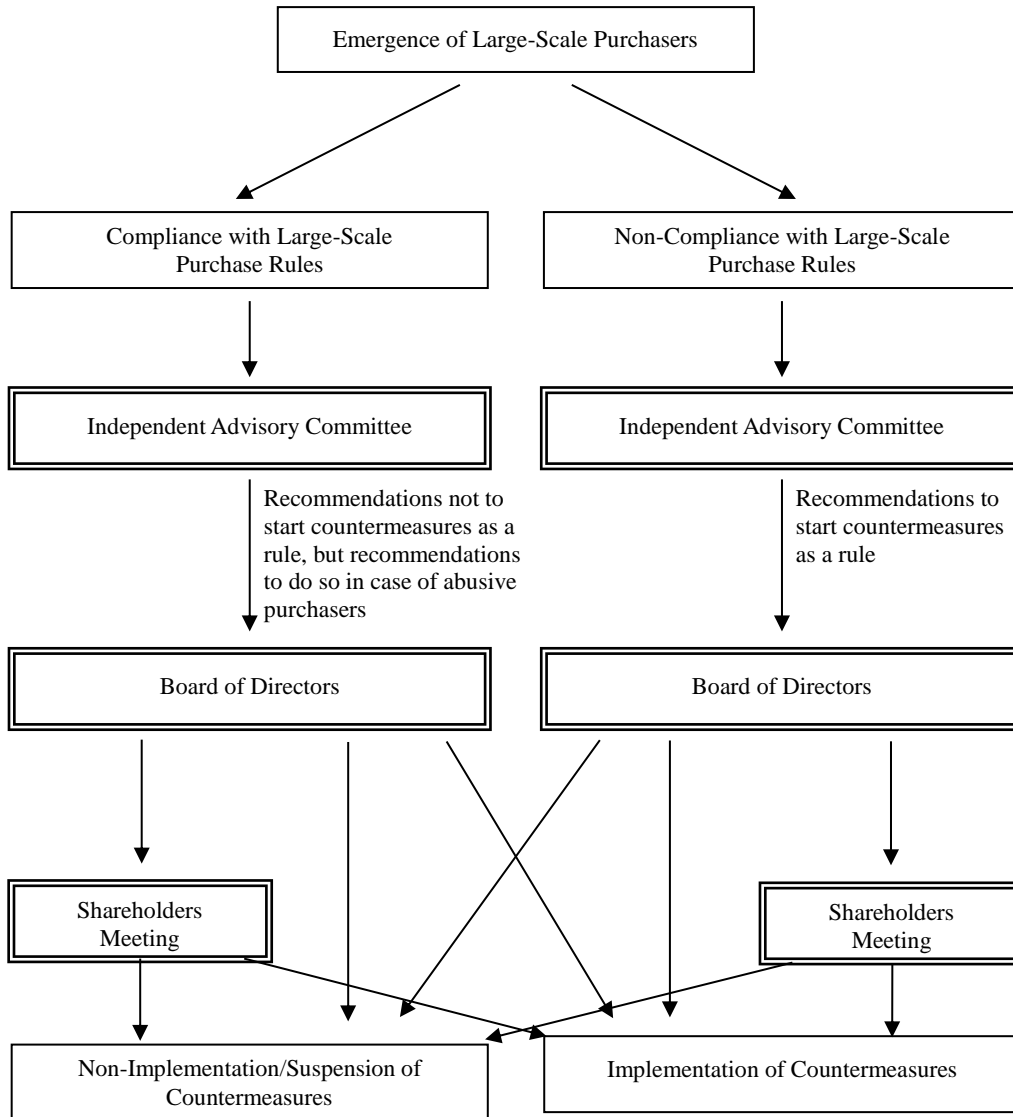 Emergence of Large-Scale Purchasers
Compliance with Large-Scale
Purchase Rules
Non-Compliance with Large-Scale
Purchase Rules
Independent Advisory Committee
Independent Advisory Committee
Recommendations not to
start countermeasures as a
rule, but recommendations
to do so in case of abusive
purchasers
Recommendations to
start countermeasures
as a rule
Board of Directors
Board of Directors
Shareholders
Meeting
Shareholders
Meeting
Non-Implementation/Suspension of
Countermeasures
Implementation of Countermeasures